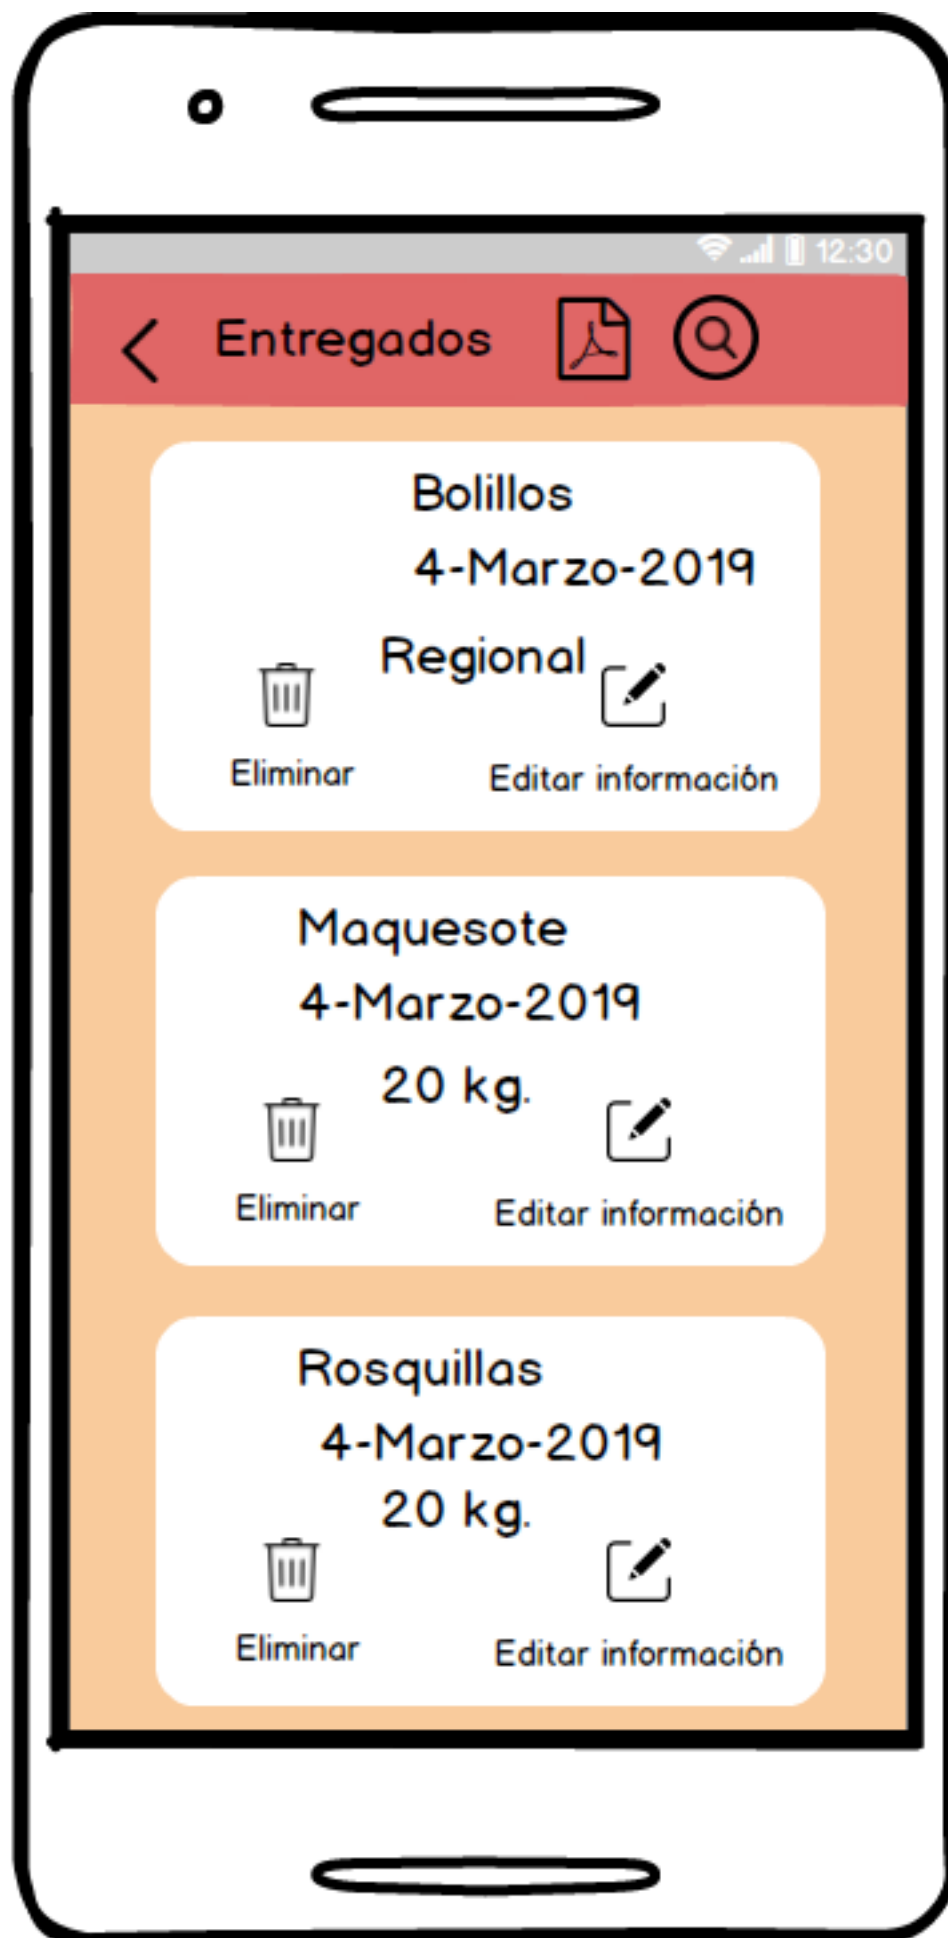 12:30
Entregados
Bolillos
4-Marzo-2019
Regional
Eliminar
Editar información
Maquesote
4-Marzo-2019
20 kg.
Eliminar
Editar información
Rosquillas
4-Marzo-2019
20 kg.
Eliminar
Editar información